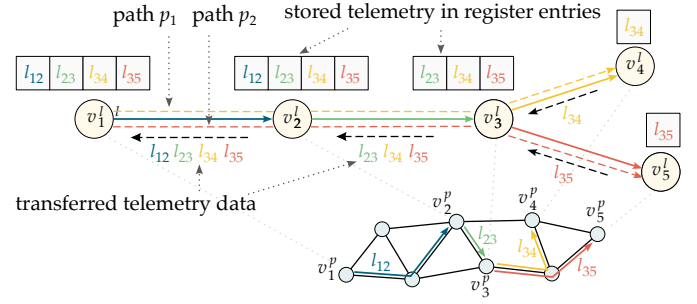 path p₁ path p₂ stored telemetry in register entries
l₃₄
l₁₂ l₂₃ l₃₄ l₃₅ l₁₂ l₂₃ l₃₄ l₃₅ l₂₃ l₃₄ l₃₅ v₄ˡ
v₁ˡ l v₂ˡ v₃ˡ l₃₄ l₃₅
l₁₂ l₂₃ l₃₄ l₃₅ l₂₃ l₃₄ l₃₅ l₃₅ v₅ˡ
transferred telemetry data v₂ᵖ v₄ᵖ v₅ᵖ
l₂₃ l₃₄
v₁ᵖ l₁₂ v₃ᵖ l₃₅